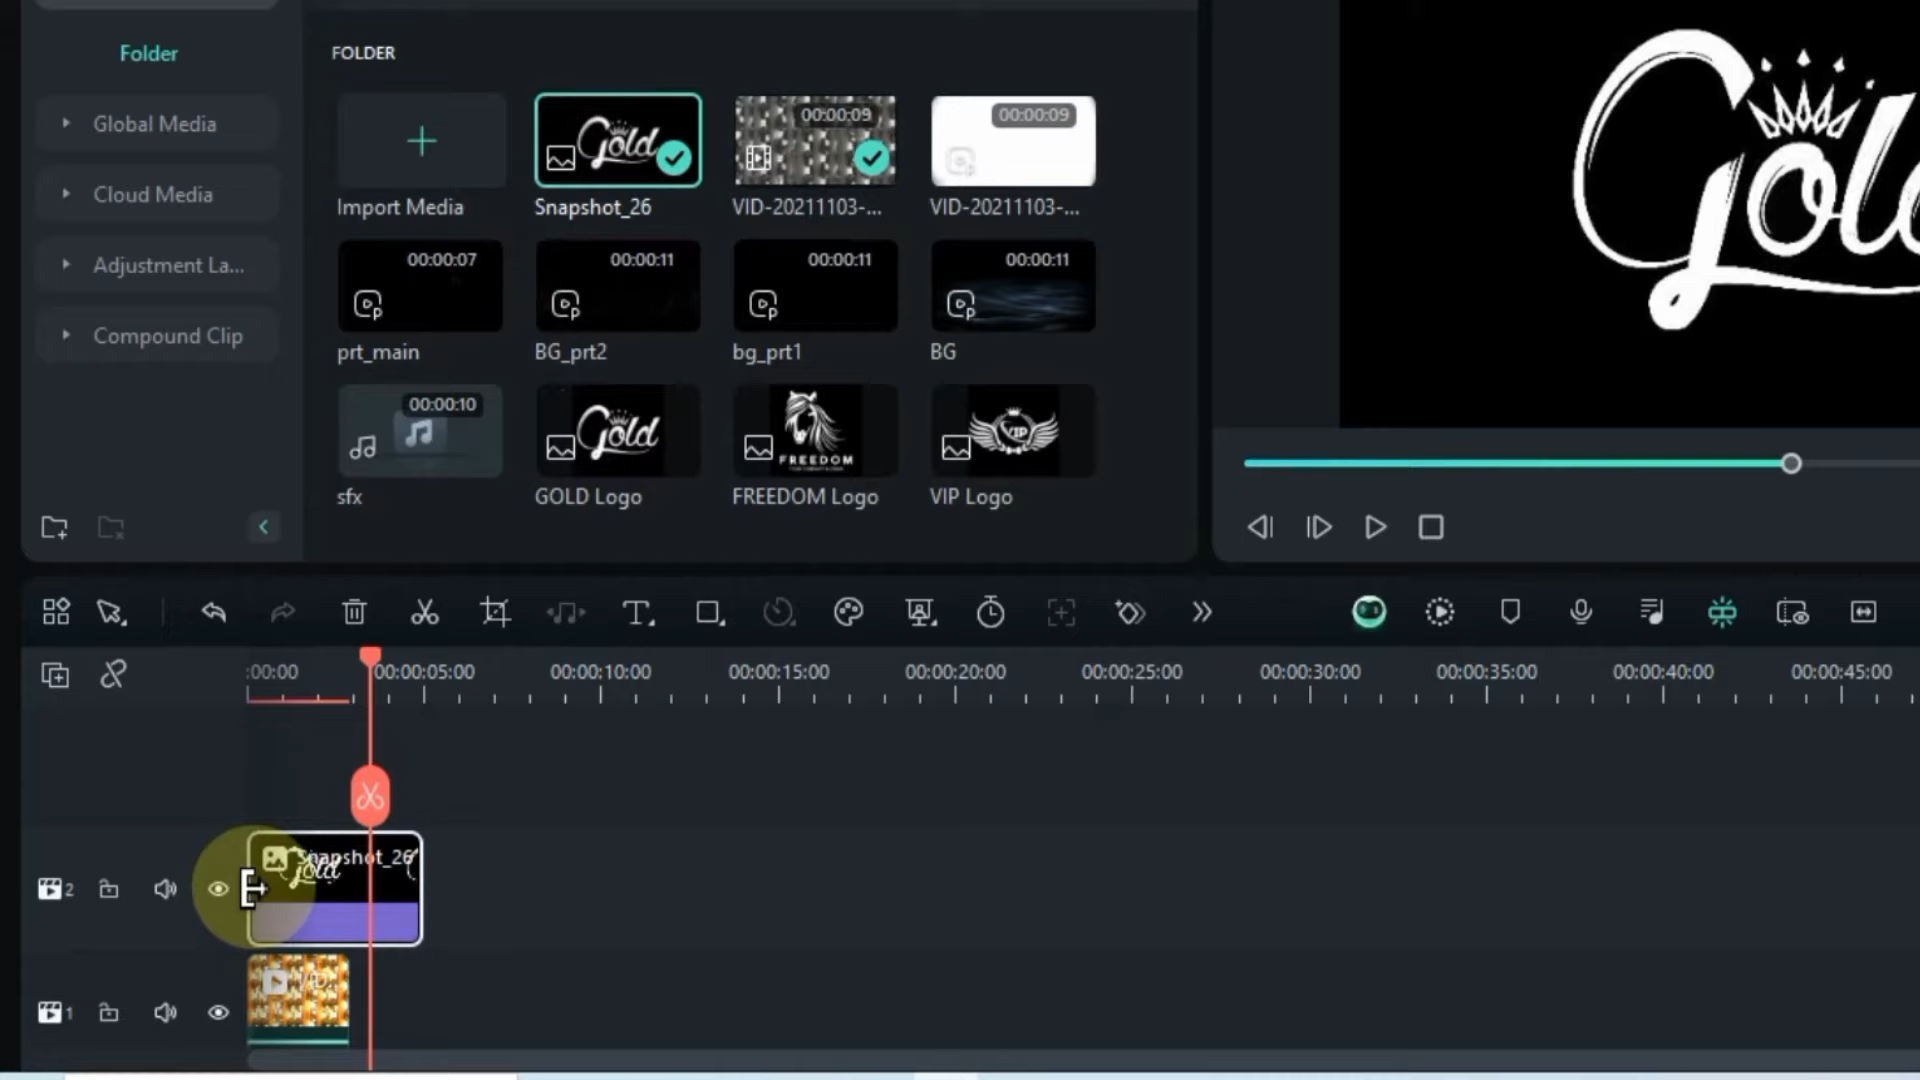 Folder
Global Media
Cloud Media
Adjustment La...
Compound Clip
FOLDER
Import Media
Gold
Snapshot_26
00:00:09
VID-20211103-...
00:00:09
VID-20211103-...
00:00:07
prt_main
00:00:11
BG_prt2
00:00:11
bg_prt1
00:00:11
BG
00:00:10
sfx
Gold
GOLD Logo
FREEDOM
FREEDOM Logo
VIP
VIP Logo
Gold
:00:00
00:00:05:00
00:00:10:00
00:00:15:00
00:00:20:00
00:00:25:00
00:00:30:00
00:00:35:00
00:00:40:00
00:00:45:00
2
Snapshot_26
Gold
1